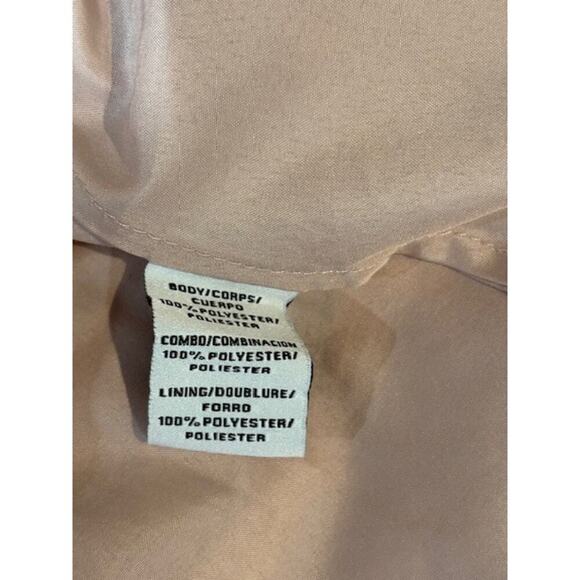 BODY/CORPS/
CUERPO
100% POLYESTER/
POLIESTER
COMBO/COMBINACION
100% POLYESTER/
POLIESTER
LINING/DOUBLURE/
FORRO
100% POLYESTER/
POLIESTER